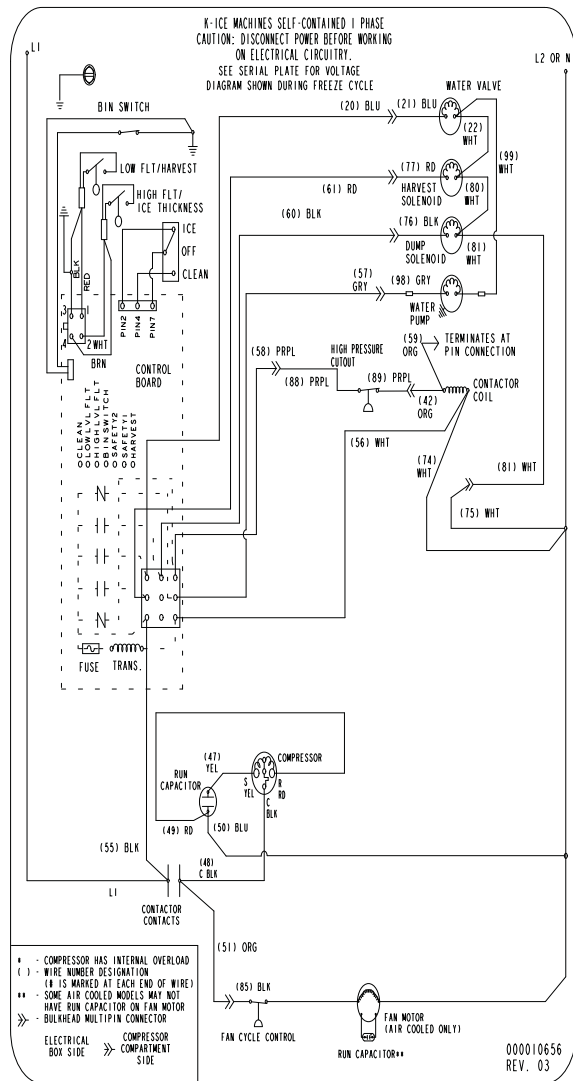 K-ICE MACHINES SELF-CONTAINED 1 PHASE
CAUTION: DISCONNECT POWER BEFORE WORKING
ON ELECTRICAL CIRCUITRY.
SEE SERIAL PLATE FOR VOLTAGE
DIAGRAM SHOWN DURING FREEZE CYCLE
L1
L2 OR N
BIN SWITCH
WATER VALVE
(20) BLU
(21) BLU
(22)
WHT
(99)
WHT
LOW FLT/HARVEST
(77) RD
HARVEST
SOLENOID
(80)
WHT
(61) RD
HIGH FLT/
ICE THICKNESS
(60) BLK
(76) BLK
DUMP
SOLENOID
(81)
WHT
ICE
OFF
CLEAN
BLK
RED
(57)
GRY
(98) GRY
WATER
PUMP
3
1
4
2 WHT
BRN
PIN2
PIN4
PIN7
CONTROL
BOARD
(58) PRPL
HIGH PRESSURE
CUTOUT
(59)
ORG
TERMINATES AT
PIN CONNECTION
(88) PRPL
(89) PRPL
(42)
ORG
CONTACTOR
COIL
CLEAN
LOW LVL FLT
HIGH LVL FLT
BIN SWITCH
SAFETY2
SAFETY1
HARVEST
(56) WHT
(74)
WHT
(81) WHT
(75) WHT
FUSE
TRANS.
(47)
YEL
COMPRESSOR
RUN
CAPACITOR
S
YEL
R
RD
C
BLK
(49) RD
(50) BLU
(55) BLK
(48)
C BLK
L1
CONTACTOR
CONTACTS
(51) ORG
* - COMPRESSOR HAS INTERNAL OVERLOAD
( ) - WIRE NUMBER DESIGNATION
(# IS MARKED AT EACH END OF WIRE)
** - SOME AIR COOLED MODELS MAY NOT
HAVE RUN CAPACITOR ON FAN MOTOR
- BULKHEAD MULTIPIN CONNECTOR
ELECTRICAL
BOX SIDE
COMPRESSOR
COMPARTMENT
SIDE
(85) BLK
FAN CYCLE CONTROL
FAN MOTOR
(AIR COOLED ONLY)
RUN CAPACITOR**
000010656
REV. 03